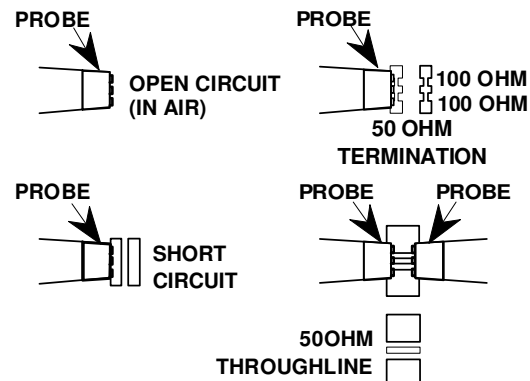 PROBE
OPEN CIRCUIT
(IN AIR)
PROBE
100 OHM
100 OHM
50 OHM
TERMINATION
PROBE
SHORT
CIRCUIT
PROBE
PROBE
50OHM
THROUGHLINE